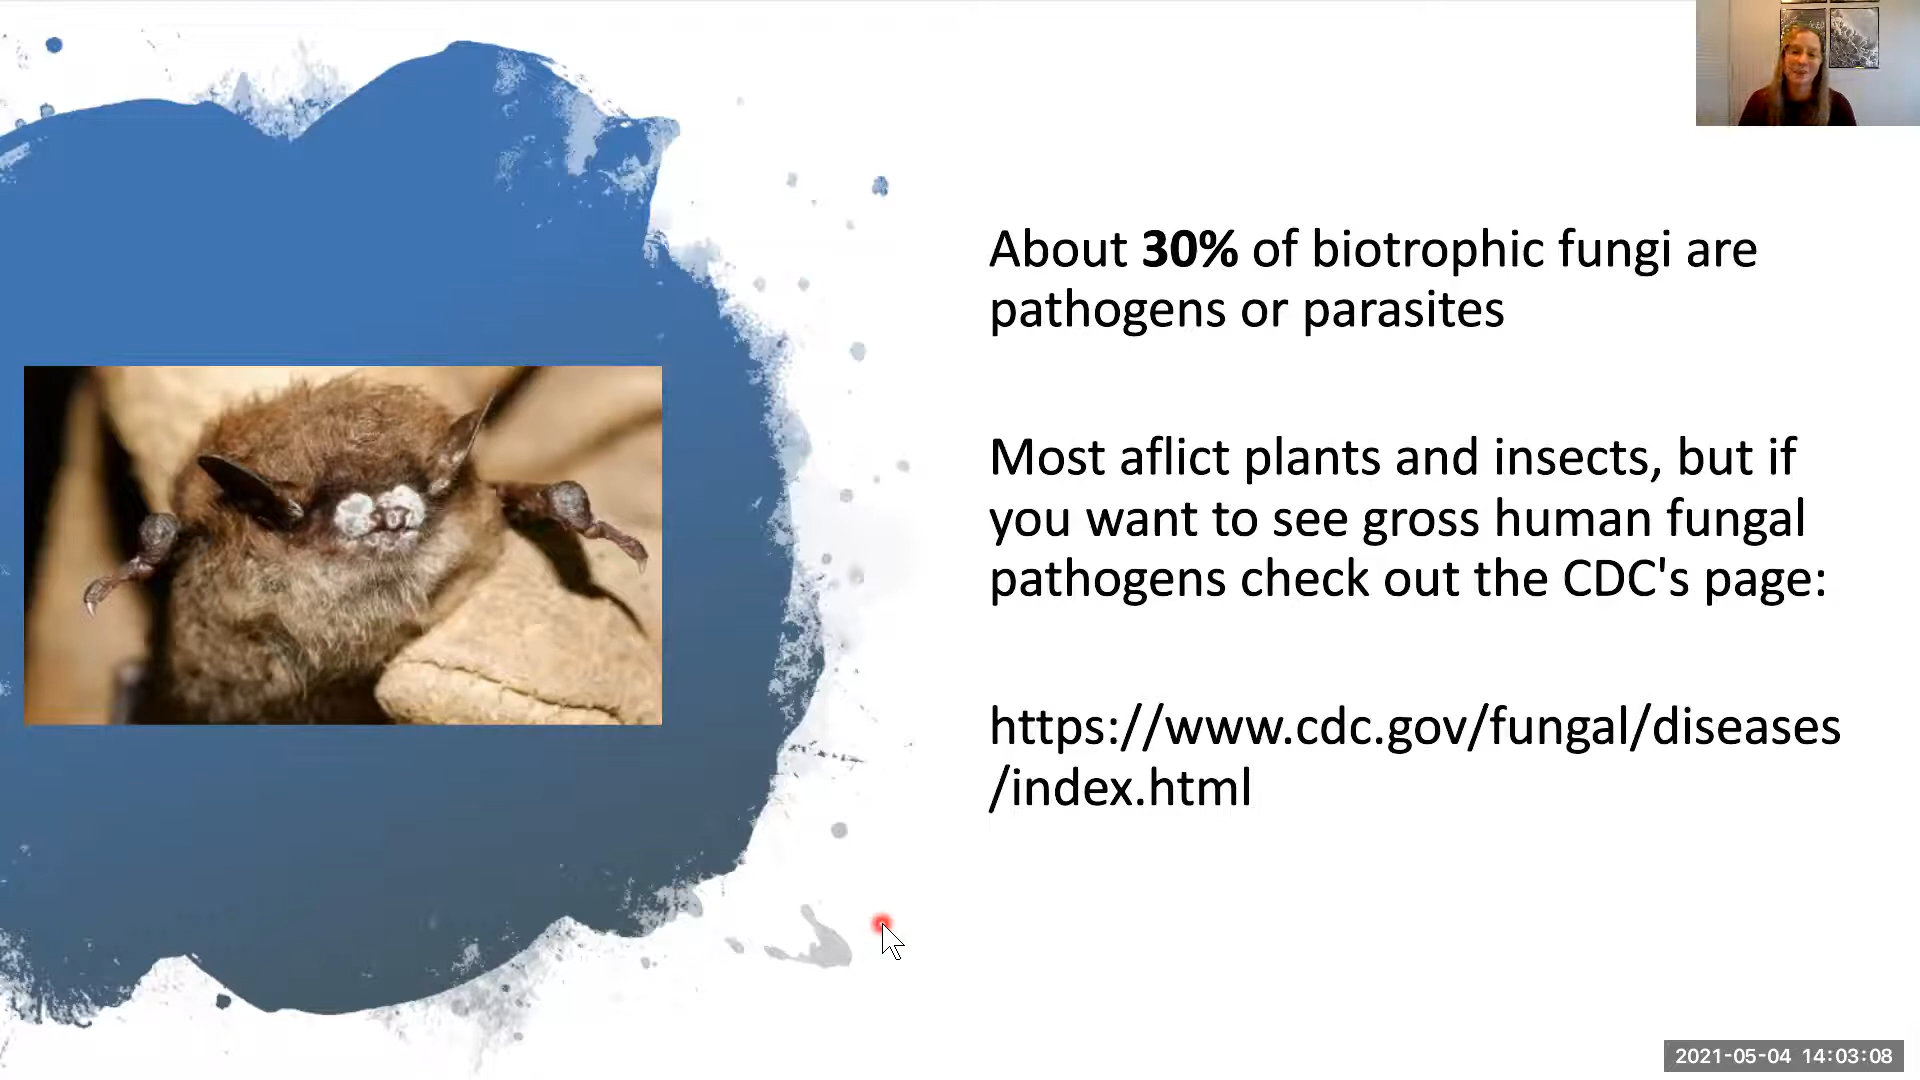 About 30% of biotrophic fungi are
pathogens or parasites
Most aflict plants and insects, but if
you want to see gross human fungal
pathogens check out the CDC's page:
https://www.cdc.gov/fungal/diseases
/index.html
2021-05-04 14:03:08